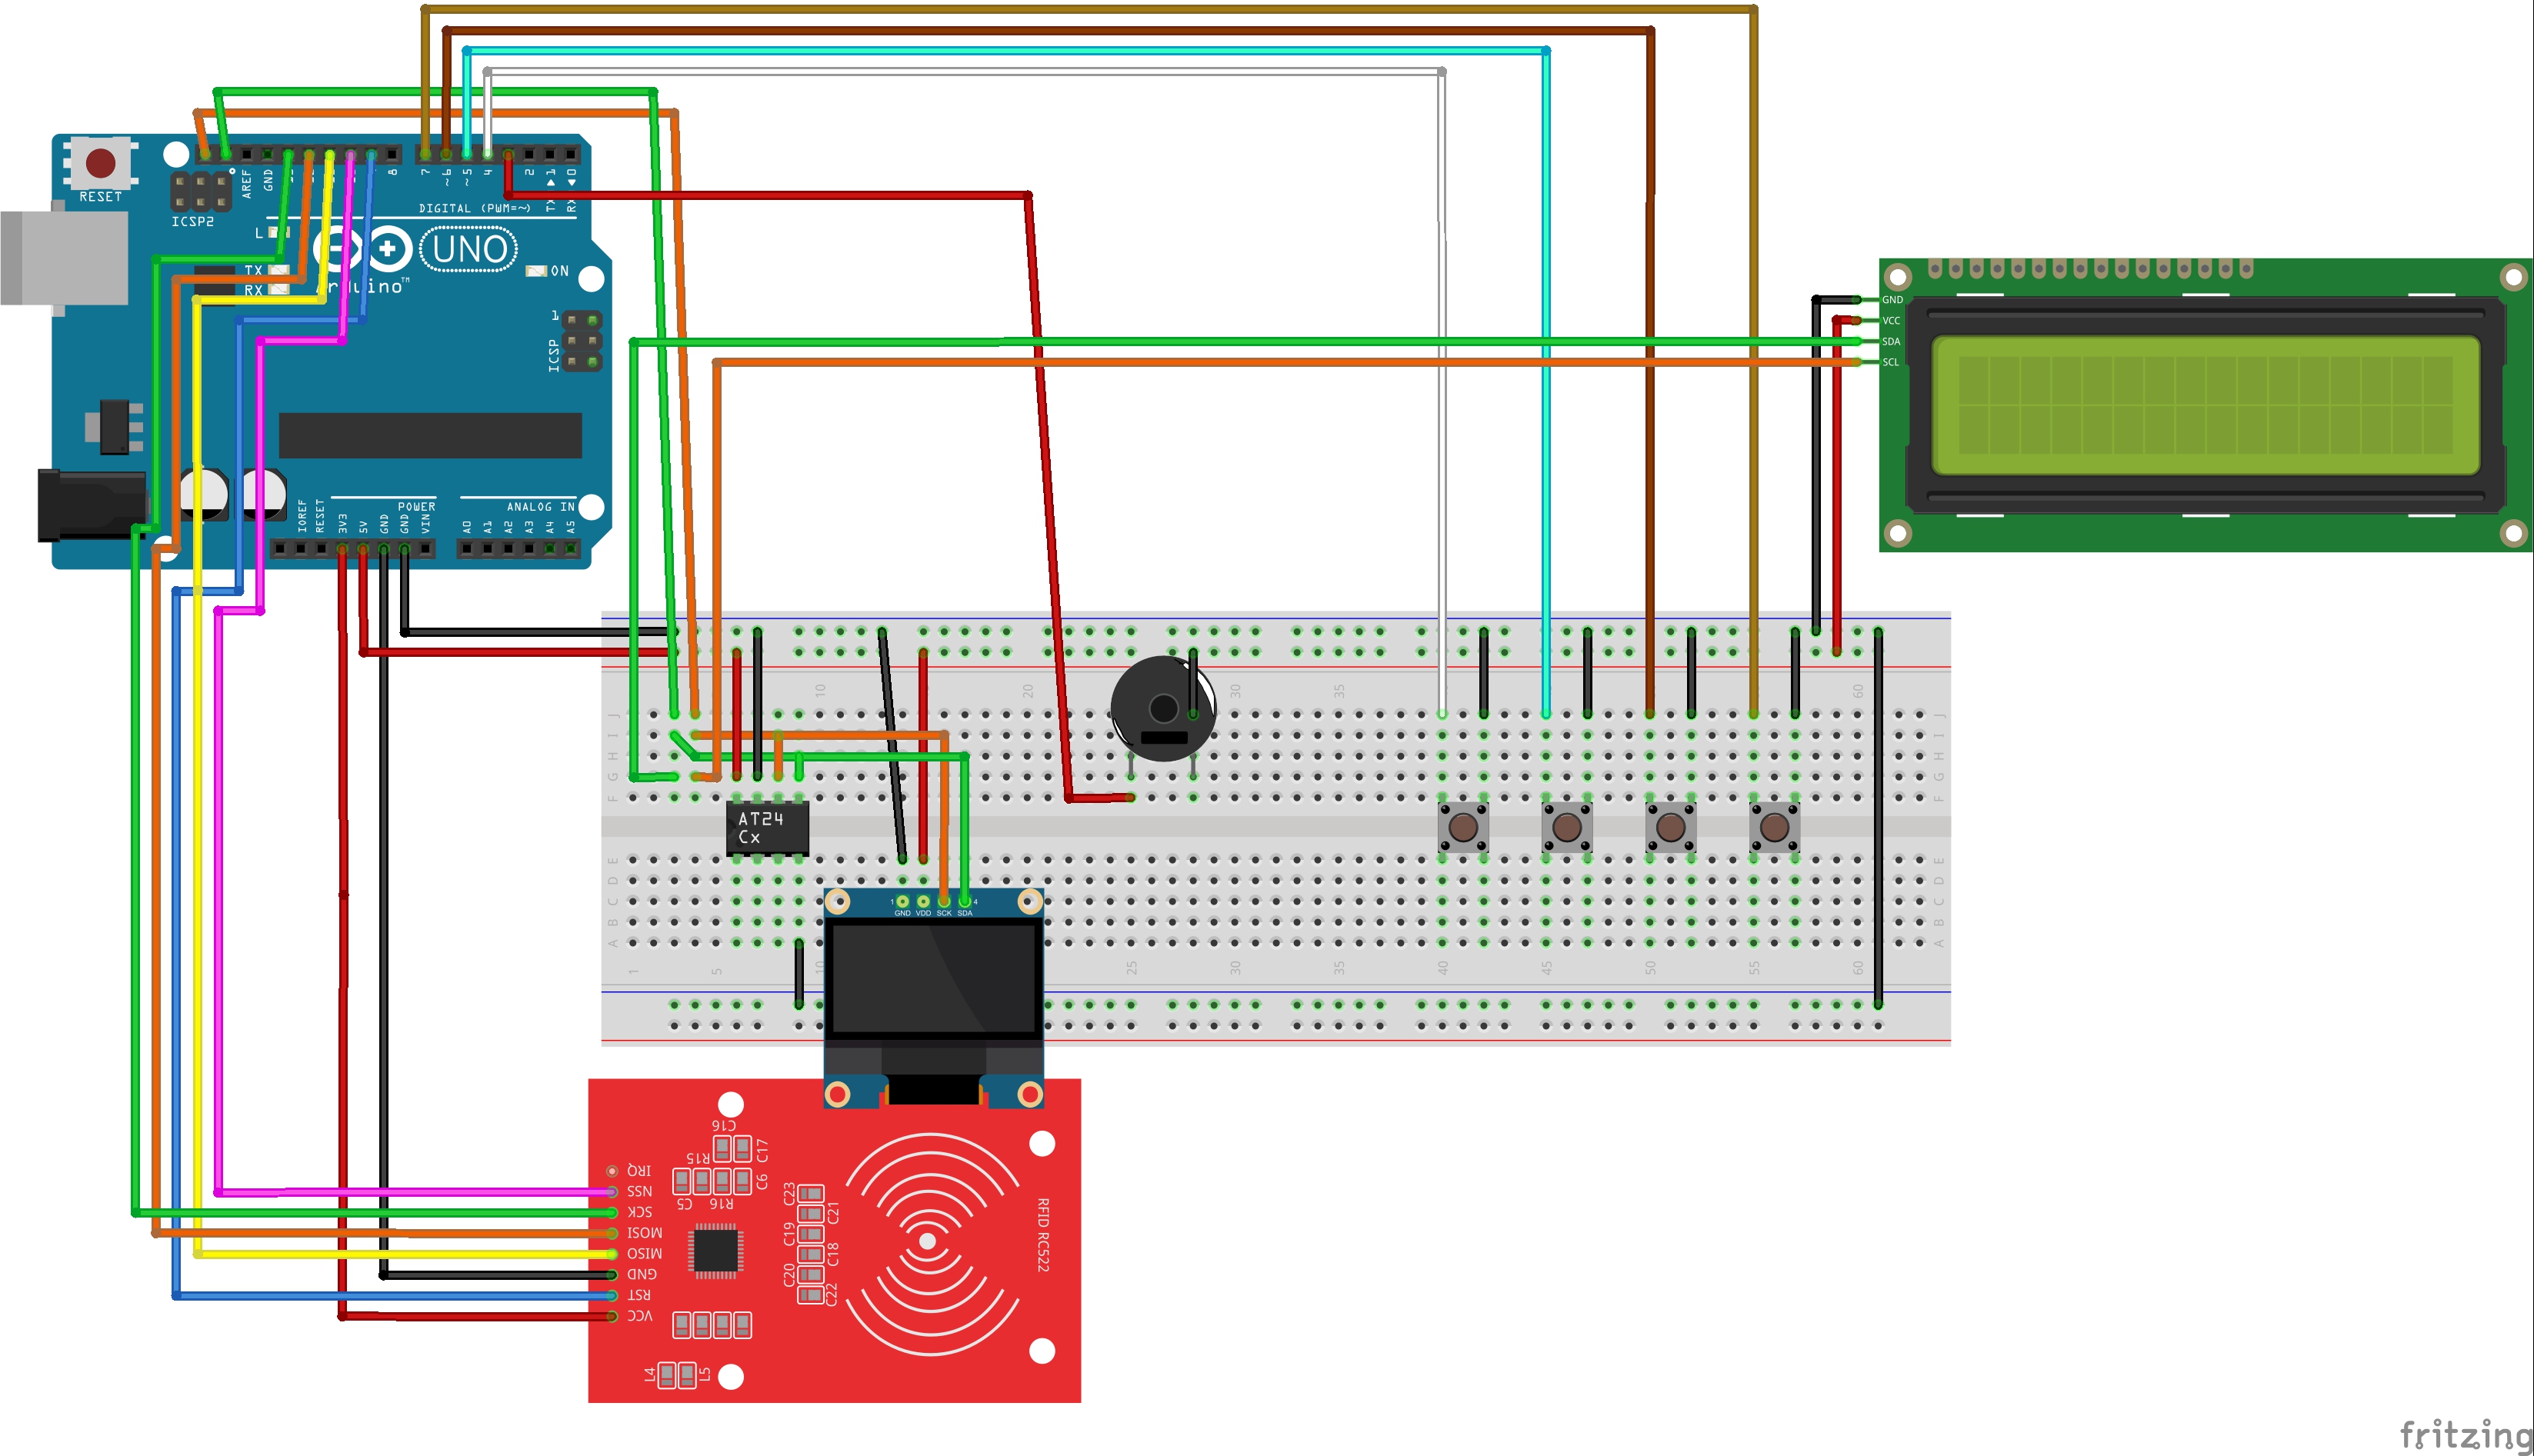 RESET
ICSP2
AREF
GND
8
7
~6
~5
4
2
TX▶1
RX◀0
DIGITAL (PWM=~)
L
TX
RX
UNO
ON
Arduino™
1
ICSP
IOREF
RESET
3V3
5V
GND
GND
VIN
POWER
A0
A1
A2
A3
A4
A5
ANALOG IN
GND
VCC
SDA
SCL
10
20
30
35
60
J
I
H
G
F
J
I
H
G
F
AT24
Cx
E
D
C
B
A
E
D
C
B
A
1
5
10
25
30
35
40
45
50
55
60
1
GND
VDD
SCK
SDA
4
IRQ
NSS
SCK
MOSI
MISO
GND
RST
VCC
C16
R15
C17
C5
R16
C6
C23
C21
C19
C18
C20
C22
L4
L5
RFID RC522
fritzing